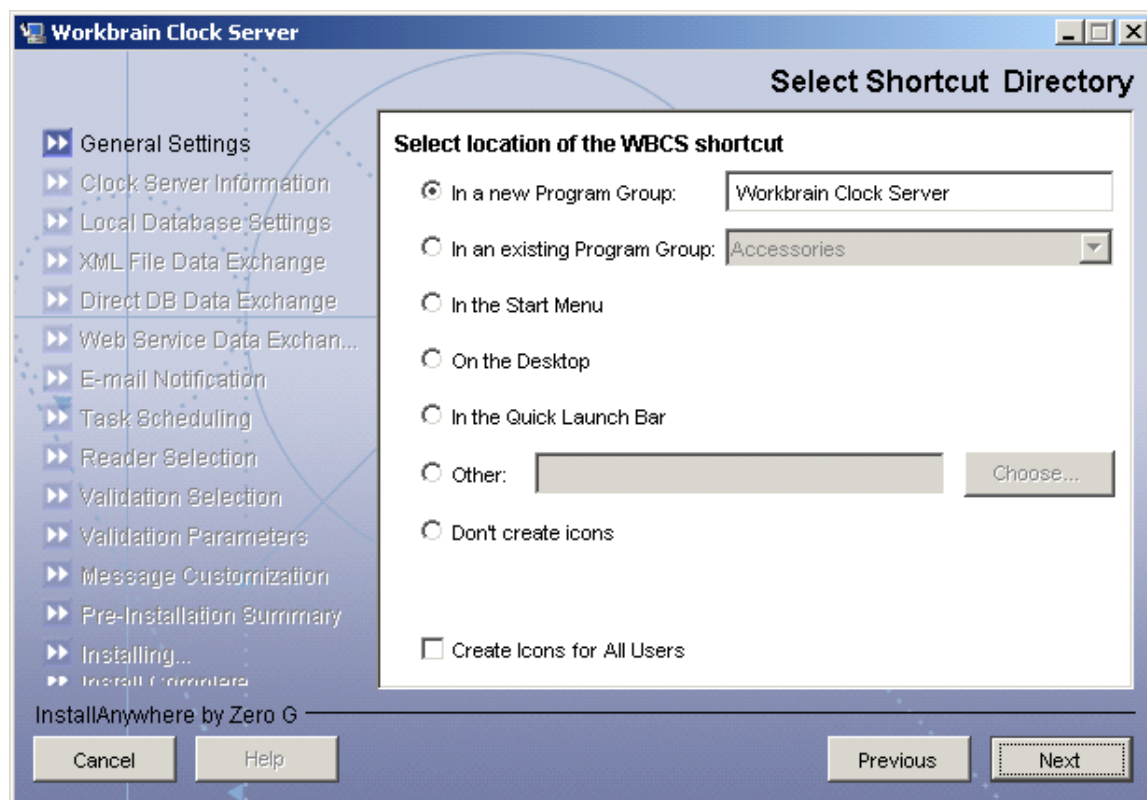 Workbrain Clock Server
Select Shortcut Directory
General Settings
Clock Server Information
Local Database Settings
XML File Data Exchange
Direct DB Data Exchange
Web Service Data Exchan...
E-mail Notification
Task Scheduling
Reader Selection
Validation Selection
Validation Parameters
Message Customization
Pre-Installation Summary
Installing...
Install Complete
Select location of the WBCS shortcut
In a new Program Group: Workbrain Clock Server
In an existing Program Group: Accessories
In the Start Menu
On the Desktop
In the Quick Launch Bar
Other: Choose...
Don't create icons
Create Icons for All Users
InstallAnywhere by Zero G
Cancel Help Previous Next